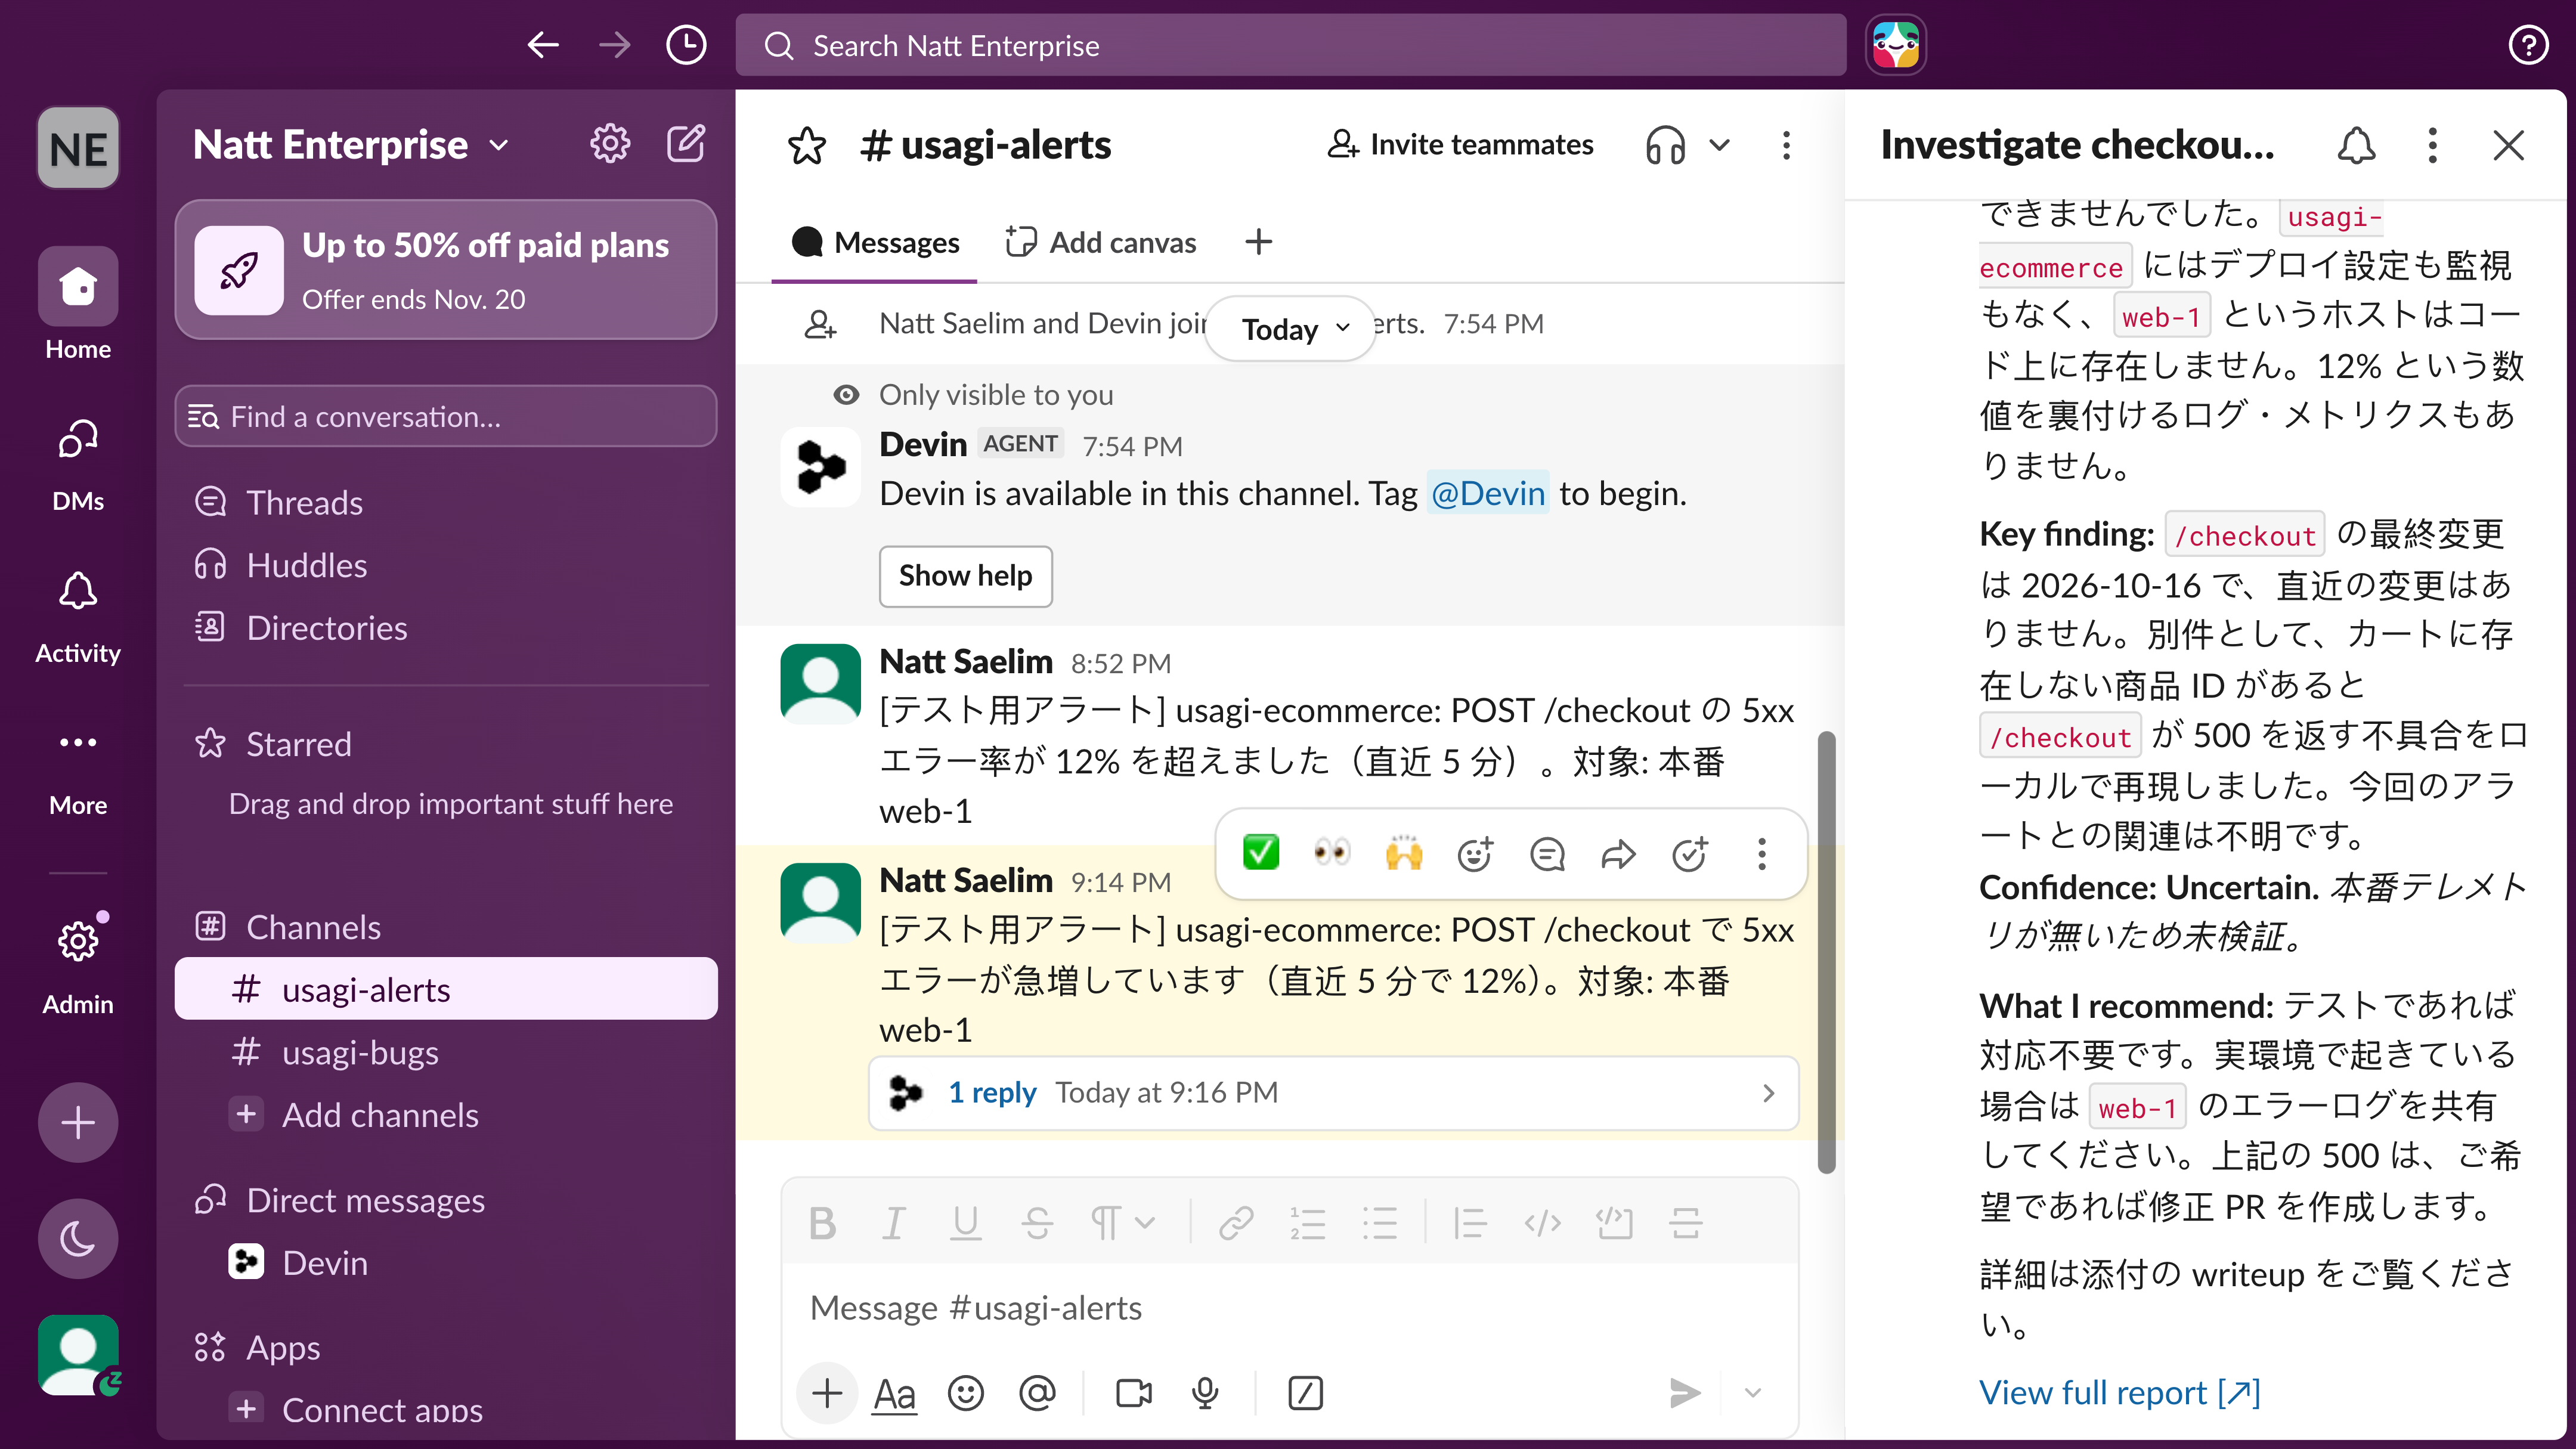 Search Natt Enterprise
NE
Home
DMs
Activity
More
Admin
Natt Enterprise
Up to 50% off paid plans
Offer ends Nov. 20
Find a conversation...
Threads
Huddles
Directories
Starred
Drag and drop important stuff here
Channels
# usagi-alerts
# usagi-bugs
Add channels
Direct messages
Devin
Apps
Connect apps
# usagi-alerts
Invite teammates
Messages
Add canvas
Natt Saelim and Devin joi
Today
erts. 7:54 PM
Only visible to you
Devin AGENT 7:54 PM
Devin is available in this channel. Tag @Devin to begin.
Show help
Natt Saelim 8:52 PM
[テスト用アラート] usagi-ecommerce: POST /checkout の 5xx
エラー率が 12% を超えました（直近 5 分）。対象: 本番
web-1
Natt Saelim 9:14 PM
[テスト用アラート] usagi-ecommerce: POST /checkout で 5xx
エラーが急増しています（直近 5 分で 12%）。対象: 本番
web-1
1 reply Today at 9:16 PM
Message #usagi-alerts
Aa
Investigate checkou...
できませんでした。 usagi-
ecommerce にはデプロイ設定も監視
もなく、 web-1 というホストはコー
ド上に存在しません。12% という数
値を裏付けるログ・メトリクスもあ
りません。
Key finding: /checkout の最終変更
は 2026-10-16 で、直近の変更はあ
りません。別件として、カートに存
在しない商品 ID があると
/checkout が 500 を返す不具合をロ
ーカルで再現しました。今回のアラ
ートとの関連は不明です。
Confidence: Uncertain. 本番テレメト
リが無いため未検証。
What I recommend: テストであれば
対応不要です。実環境で起きている
場合は web-1 のエラーログを共有
してください。上記の 500 は、ご希
望であれば修正 PR を作成します。
詳細は添付の writeup をご覧くださ
い。
View full report [↗]